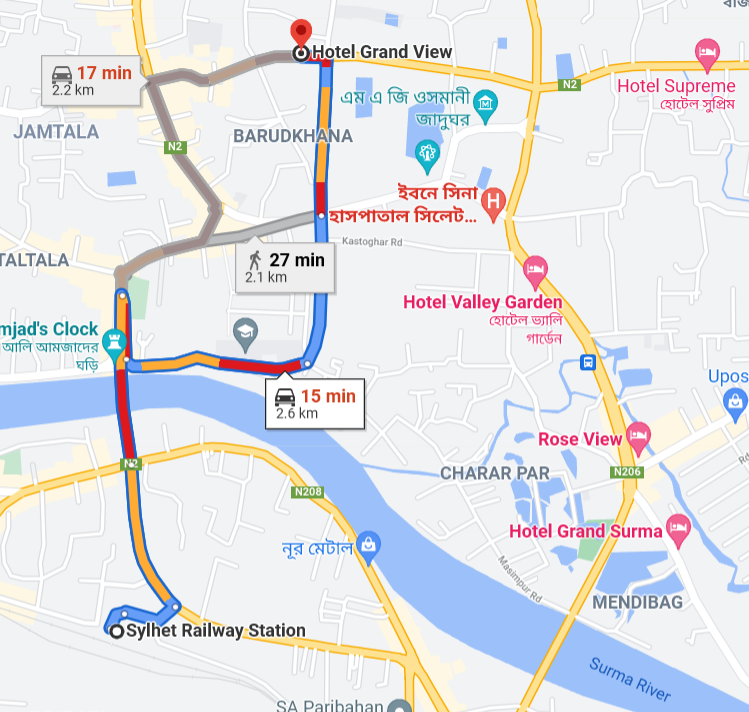 বাজ
Hotel Grand View
17 min
2.2 km
N2
Hotel Supreme
হোটেল সুপ্রিম
এম এ জি ওসমানী
জাদুঘর
JAMTALA
BARUDKHANA
N2
ইবনে সিনা
হাসপাতাল সিলেট...
Kastoghar Rd
TALTALA
27 min
2.1 km
Hotel Valley Garden
হোটেল ভ্যালি
গার্ডেন
mjad's Clock
আলি আমজাদের
ঘড়ি
15 min
2.6 km
Upos
Rose View
N2
CHARAR PAR
N206
Rd
N208
Hotel Grand Surma
নূর মেটাল
Masimpur Rd
MENDIBAG
Sylhet Railway Station
Surma River
SA Paribahan